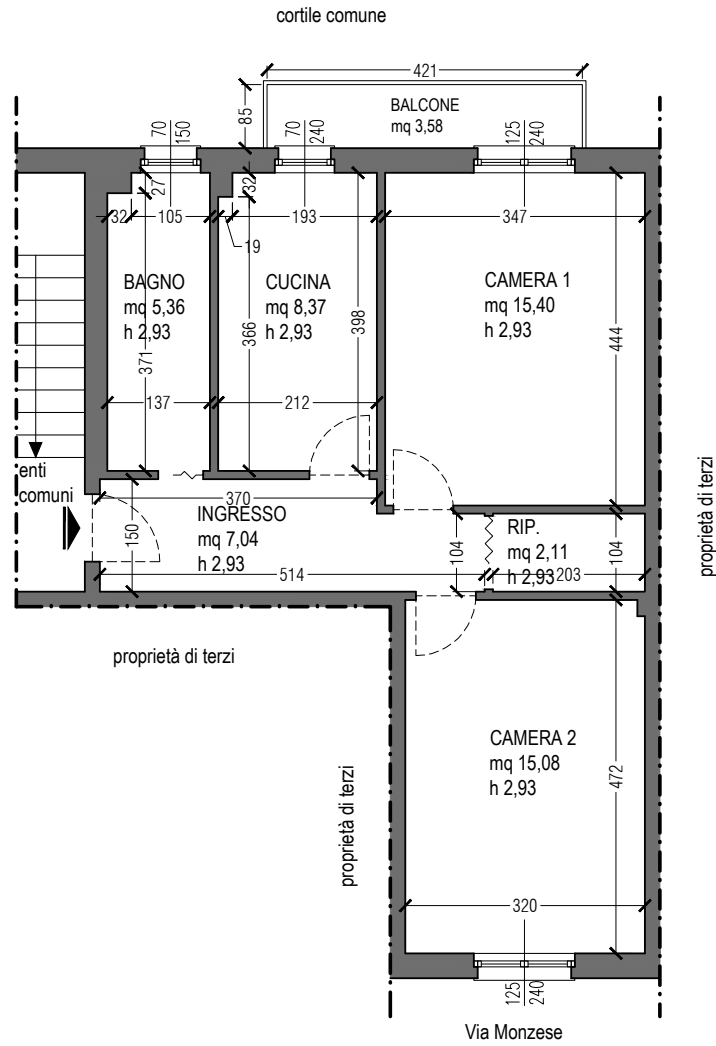 cortile comune
421
85
BALCONE
mq 3,58
70
150
70
240
125
240
27
32
32
105
193
347
19
BAGNO
mq 5,36
h 2,93
CUCINA
mq 8,37
h 2,93
CAMERA 1
mq 15,40
h 2,93
371
366
398
444
137
212
enti
comuni
370
INGRESSO
mq 7,04
h 2,93
150
514
104
RIP.
mq 2,11
h 2,93
203
104
proprietà di terzi
proprietà di terzi
proprietà di terzi
CAMERA 2
mq 15,08
h 2,93
472
320
125
240
Via Monzese